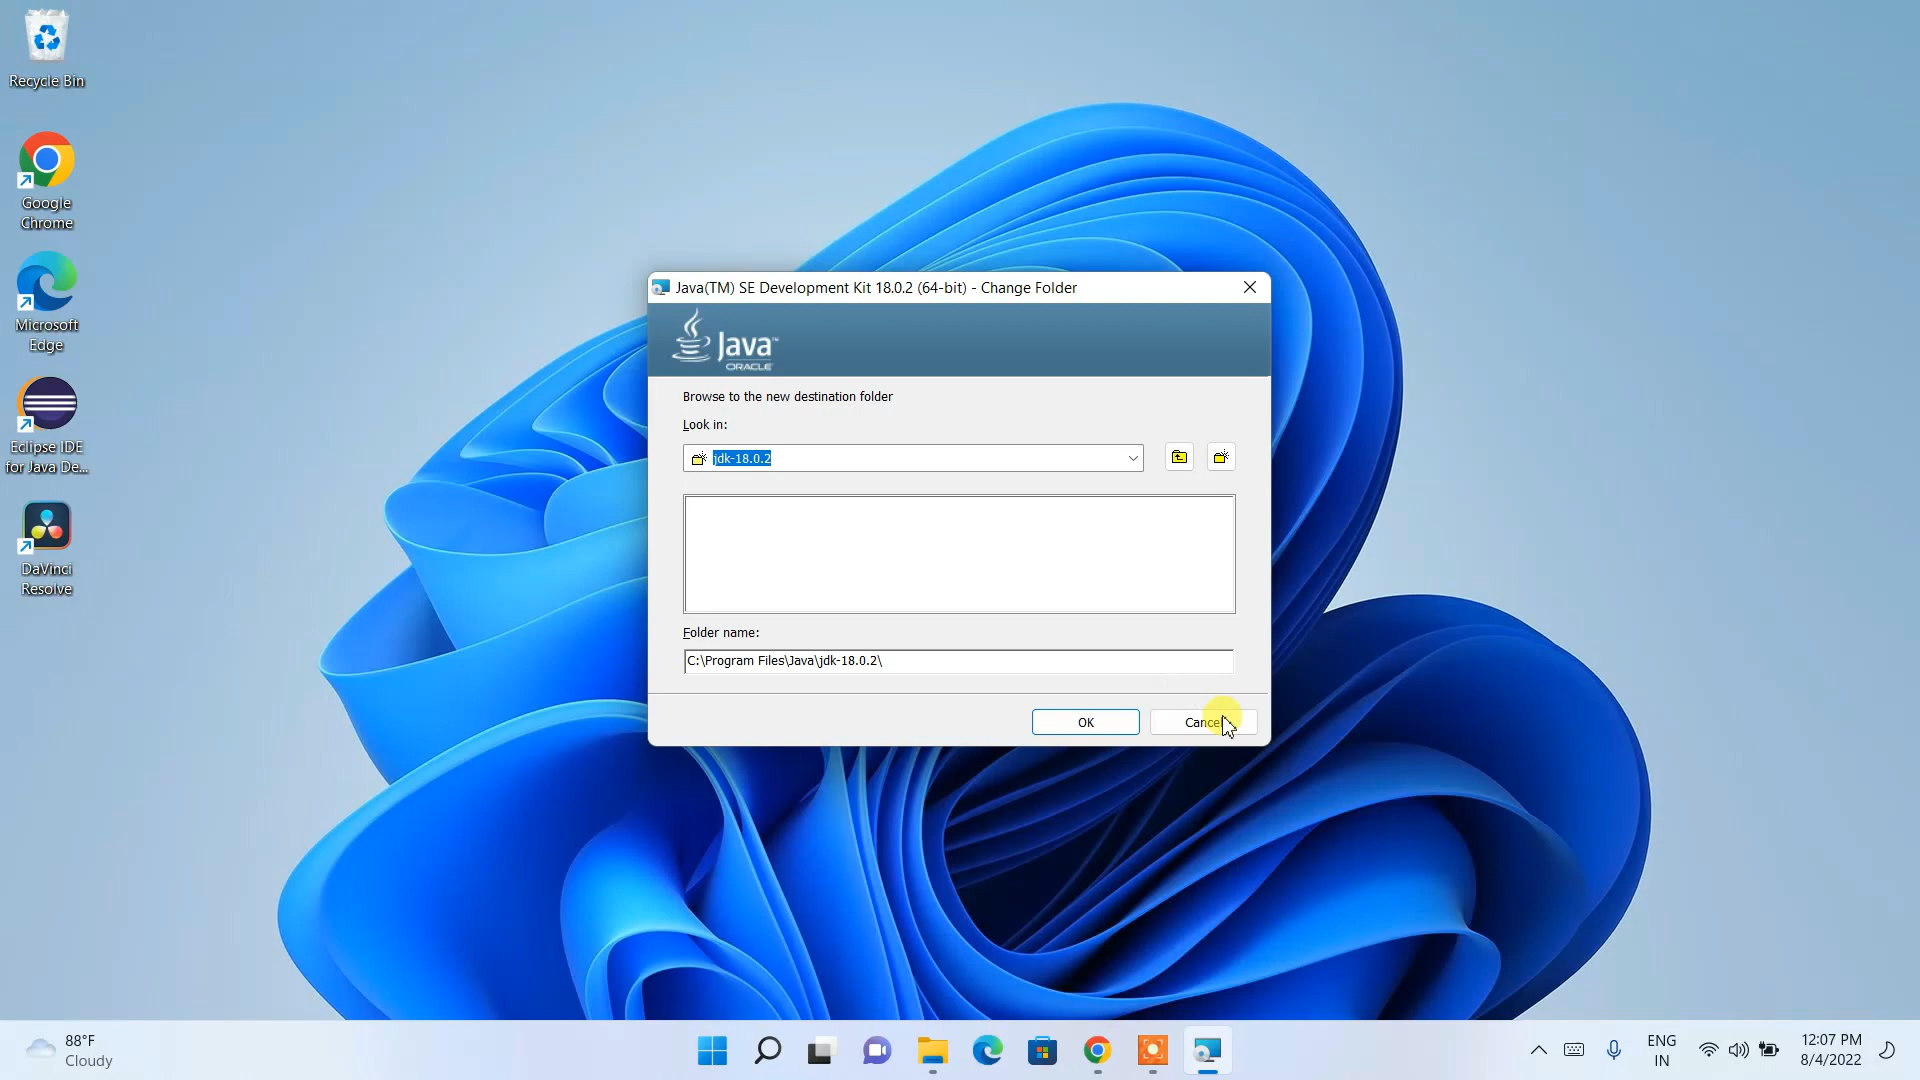 Recycle Bin
Google
Chrome
Microsoft
Edge
Eclipse IDE
for Java De...
DaVinci
Resolve
Java(TM) SE Development Kit 18.0.2 (64-bit) - Change Folder
Java™
ORACLE
Browse to the new destination folder
Look in:
jdk-18.0.2
Folder name:
C:\Program Files\Java\jdk-18.0.2\
OK
Cancel
88°F
Cloudy
ENG
IN
12:07 PM
8/4/2022